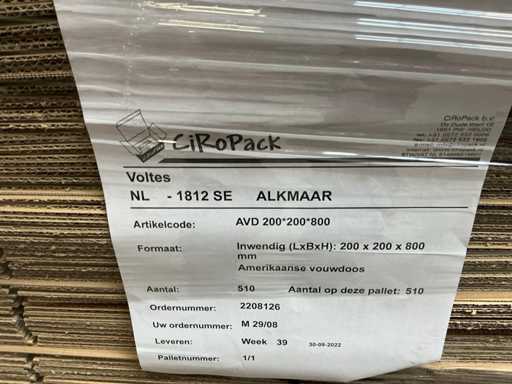 CiRoPack
CiRoPack b.v.
Voltes
NL - 1812 SE ALKMAAR
Artikelcode: AVD 200*200*800
Formaat: Inwendig (LxBxH): 200 x 200 x 800
mm
Amerikaanse vouwdoos
Aantal: 510 Aantal op deze pallet: 510
Ordernummer: 2208126
Uw ordernummer: M 29/08
Leveren: Week 39 30-09-2022
Palletnummer: 1/1